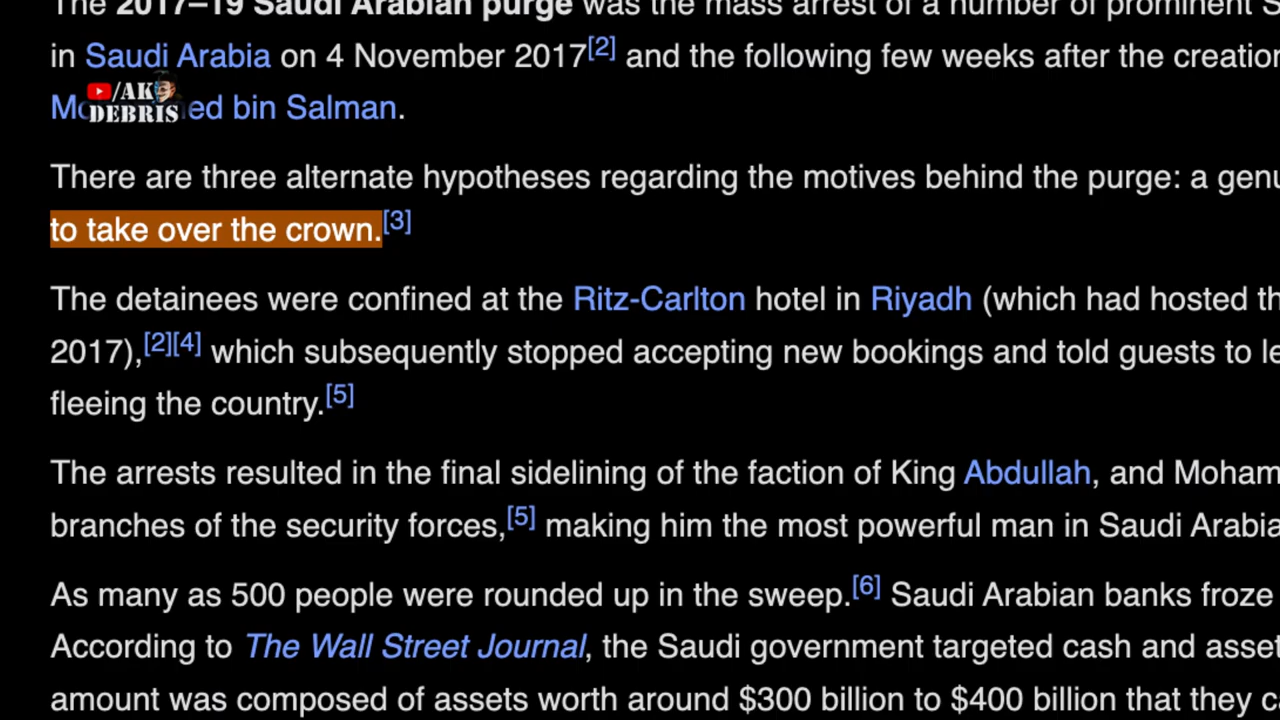 The 2017–19 Saudi Arabian purge was the mass arrest of a number of prominent S
in Saudi Arabia on 4 November 2017[2] and the following few weeks after the creation
/AK
DEBRIS
Mo ed bin Salman.
There are three alternate hypotheses regarding the motives behind the purge: a genu
to take over the crown.[3]
The detainees were confined at the Ritz-Carlton hotel in Riyadh (which had hosted th
2017),[2][4] which subsequently stopped accepting new bookings and told guests to le
fleeing the country.[5]
The arrests resulted in the final sidelining of the faction of King Abdullah, and Moham
branches of the security forces,[5] making him the most powerful man in Saudi Arabia
As many as 500 people were rounded up in the sweep.[6] Saudi Arabian banks froze
According to The Wall Street Journal, the Saudi government targeted cash and asset
amount was composed of assets worth around $300 billion to $400 billion that they c